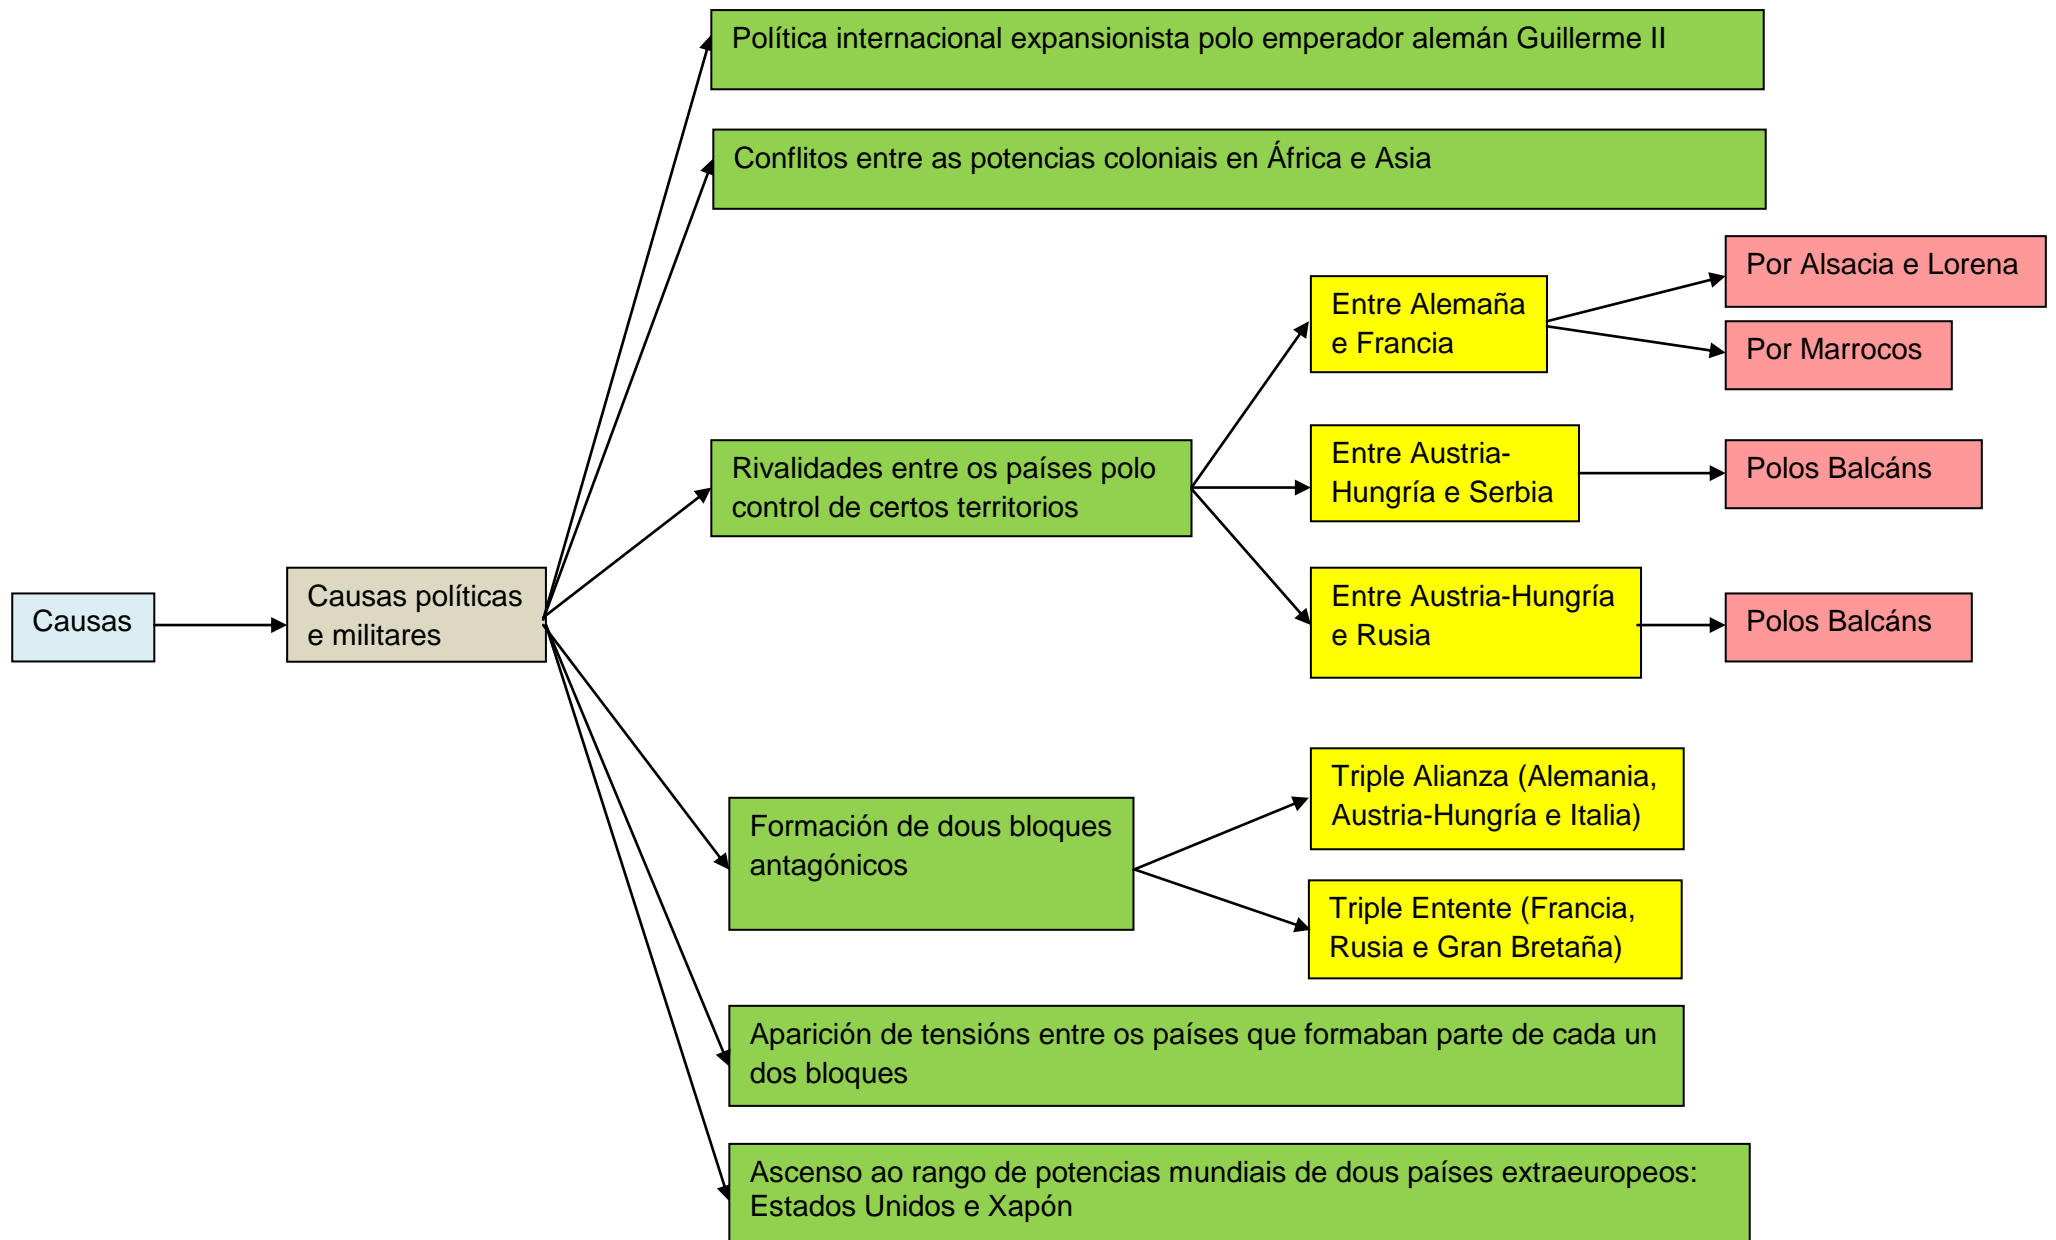 Política internacional expansionista polo emperador alemán Guillerme II
Conflitos entre as potencias coloniais en África e Asia
Por Alsacia e Lorena
Entre Alemaña
e Francia
Por Marrocos
Rivalidades entre os países polo
control de certos territorios
Entre Austria-
Hungría e Serbia
Polos Balcáns
Causas
Causas políticas
e militares
Entre Austria-Hungría
e Rusia
Polos Balcáns
Formación de dous bloques
antagónicos
Triple Alianza (Alemania,
Austria-Hungría e Italia)
Triple Entente (Francia,
Rusia e Gran Bretaña)
Aparición de tensións entre os países que formaban parte de cada un
dos bloques
Ascenso ao rango de potencias mundiais de dous países extraeuropeos:
Estados Unidos e Xapón